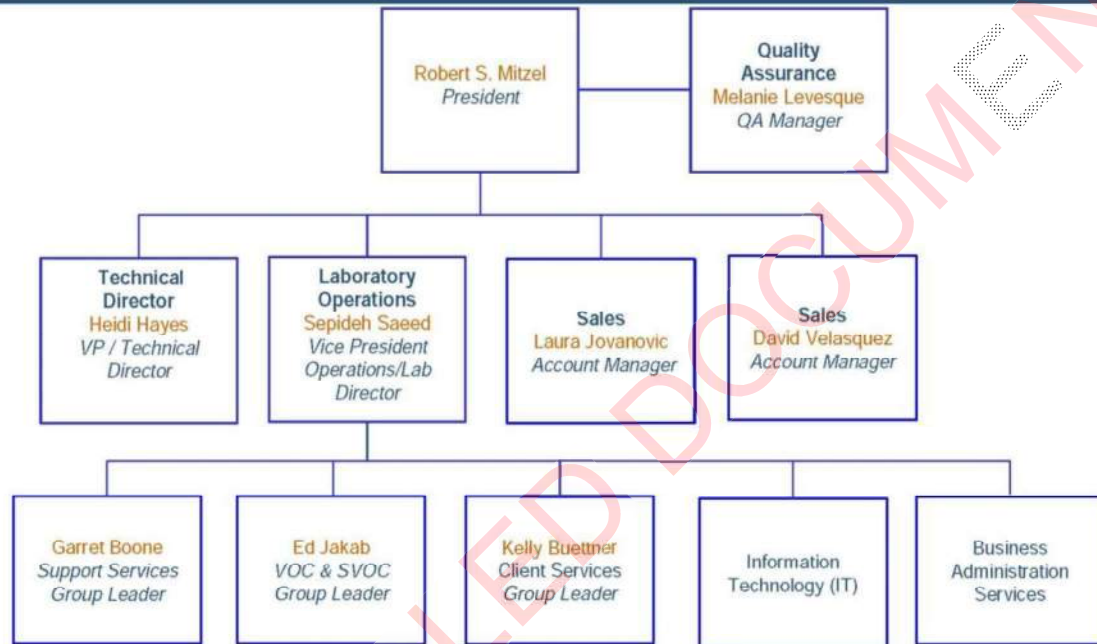 Robert S. Mitzel
President
Quality
Assurance
Melanie Levesque
QA Manager
Technical
Director
Heidi Hayes
VP / Technical
Director
Laboratory
Operations
Sepideh Saeed
Vice President
Operations/Lab
Director
Sales
Laura Jovanovic
Account Manager
Sales
David Velasquez
Account Manager
Garret Boone
Support Services
Group Leader
Ed Jakab
VOC & SVOC
Group Leader
Kelly Buettner
Client Services
Group Leader
Information
Technology (IT)
Business
Administration
Services
LED DOCUMEN